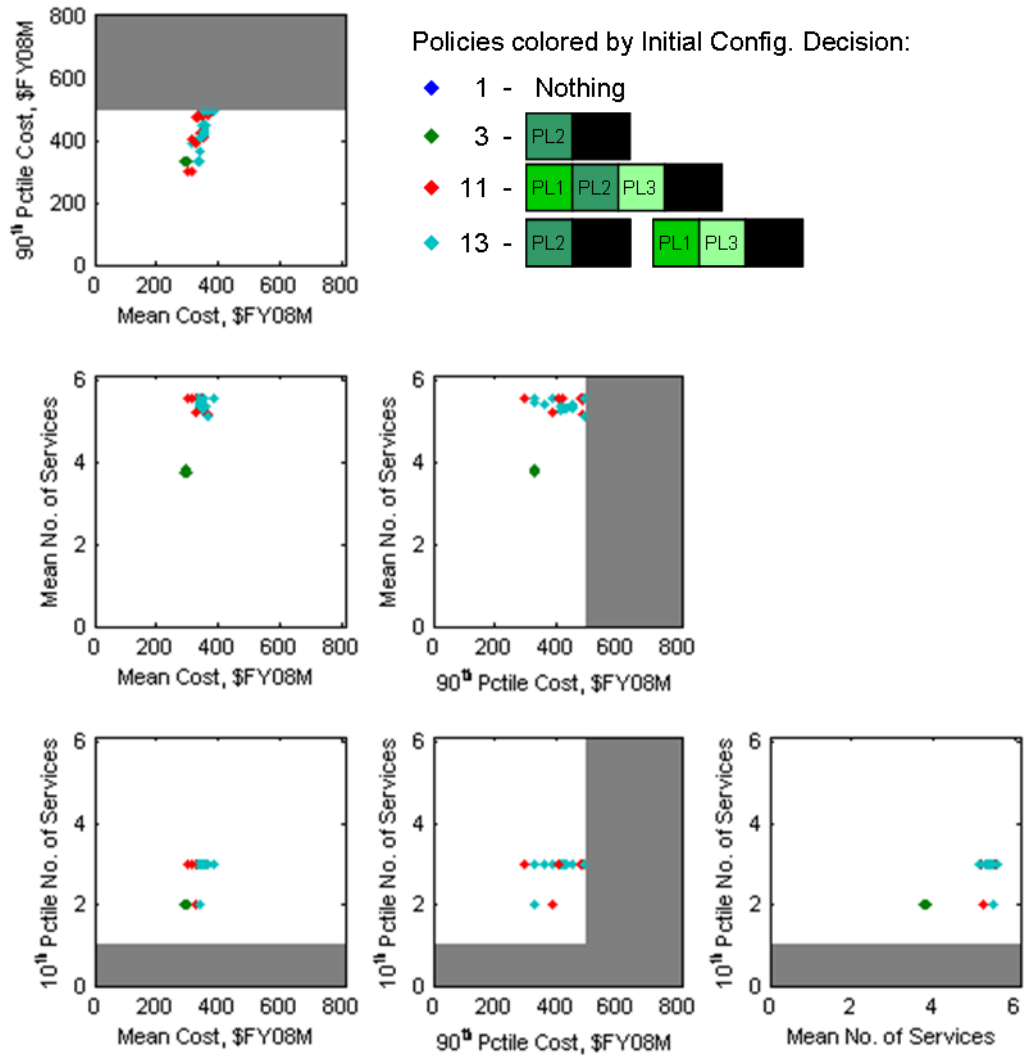 Policies colored by Initial Config. Decision:
1 - Nothing
3 - PL2
11 - PL1 PL2 PL3
13 - PL2 PL1 PL3
90th Pctile Cost, $FY08M
800
600
400
200
0
0 200 400 600 800
Mean Cost, $FY08M
Mean No. of Services
6
4
2
0
0 200 400 600 800
Mean Cost, $FY08M
Mean No. of Services
6
4
2
0
0 200 400 600 800
90th Pctile Cost, $FY08M
10th Pctile No. of Services
6
4
2
0
0 200 400 600 800
Mean Cost, $FY08M
10th Pctile No. of Services
6
4
2
0
0 200 400 600 800
90th Pctile Cost, $FY08M
10th Pctile No. of Services
6
4
2
0
0 2 4 6
Mean No. of Services